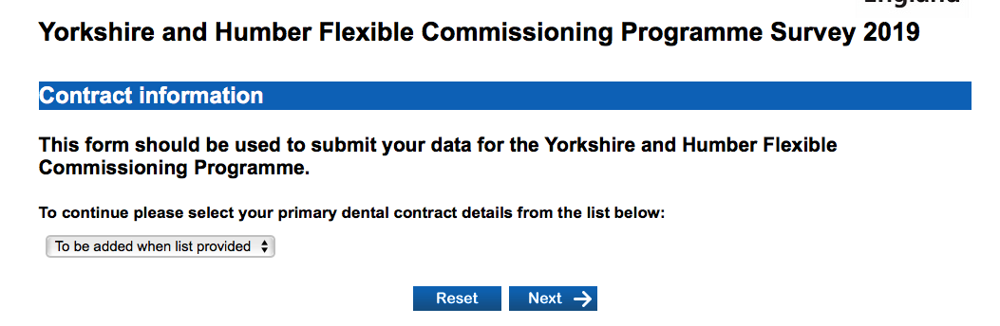 England
Yorkshire and Humber Flexible Commissioning Programme Survey 2019
Contract information
This form should be used to submit your data for the Yorkshire and Humber Flexible
Commissioning Programme.
To continue please select your primary dental contract details from the list below:
To be added when list provided
Reset
Next